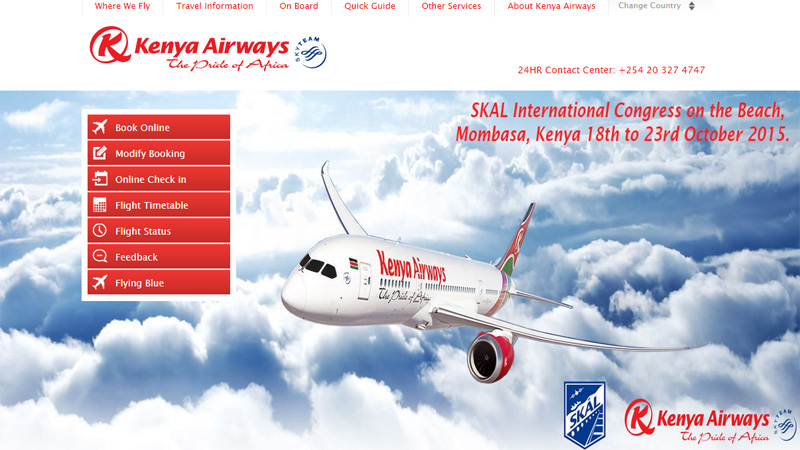 Where We Fly
Travel Information
On Board
Quick Guide
Other Services
About Kenya Airways
Change Country
Kenya Airways
The Pride of Africa
SKYTEAM
24HR Contact Center: +254 20 327 4747
SKAL International Congress on the Beach,
Mombasa, Kenya 18th to 23rd October 2015.
Book Online
Modify Booking
Online Check in
Flight Timetable
Flight Status
Feedback
Flying Blue
Kenya Airways
The Pride of Africa
SKAL
Kenya Airways
The Pride of Africa
SKYTEAM